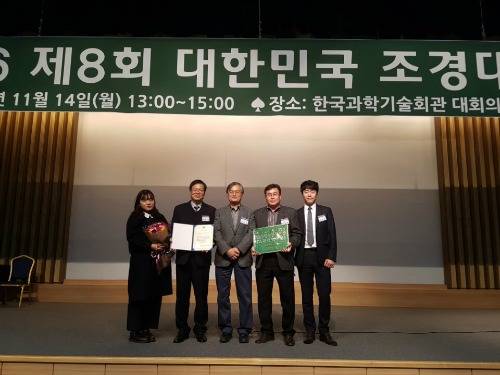 6 제8회 대한민국 조경대
년 11월 14일(월) 13:00~15:00 ♠장소: 한국과학기술회관 대회의